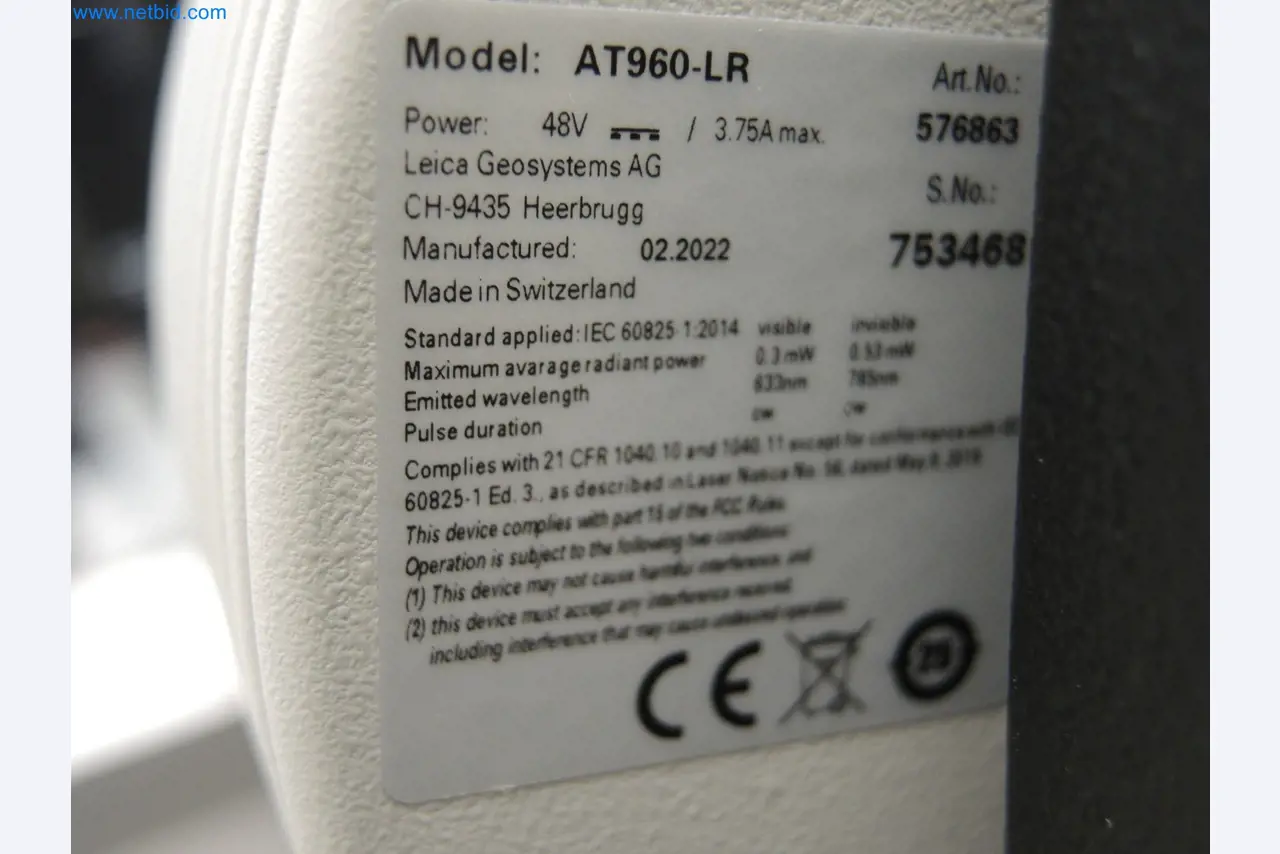 www.netbid.com
Model: AT960-LR
Art.No.:
Power: 48V / 3.75A max.
576863
Leica Geosystems AG
S.No.:
CH-9435 Heerbrugg
Manufactured: 02.2022
753468
Made in Switzerland
Standard applied: IEC 60825-1:2014 visible invisible
Maximum avarage radiant power 0.3 mW 0.53 mW
Emitted wavelength 633nm 785nm
Pulse duration cw cw
Complies with 21 CFR 1040.10 and 1040.11 except for conformance with IEC
60825-1 Ed. 3., as described in Laser Notice No. 56, dated May 8, 2019
This device complies with part 15 of the FCC Rules.
Operation is subject to the following two conditions:
(1) This device may not cause harmful interference, and
(2) this device must accept any interference received,
including interference that may cause undesired operation.
CE